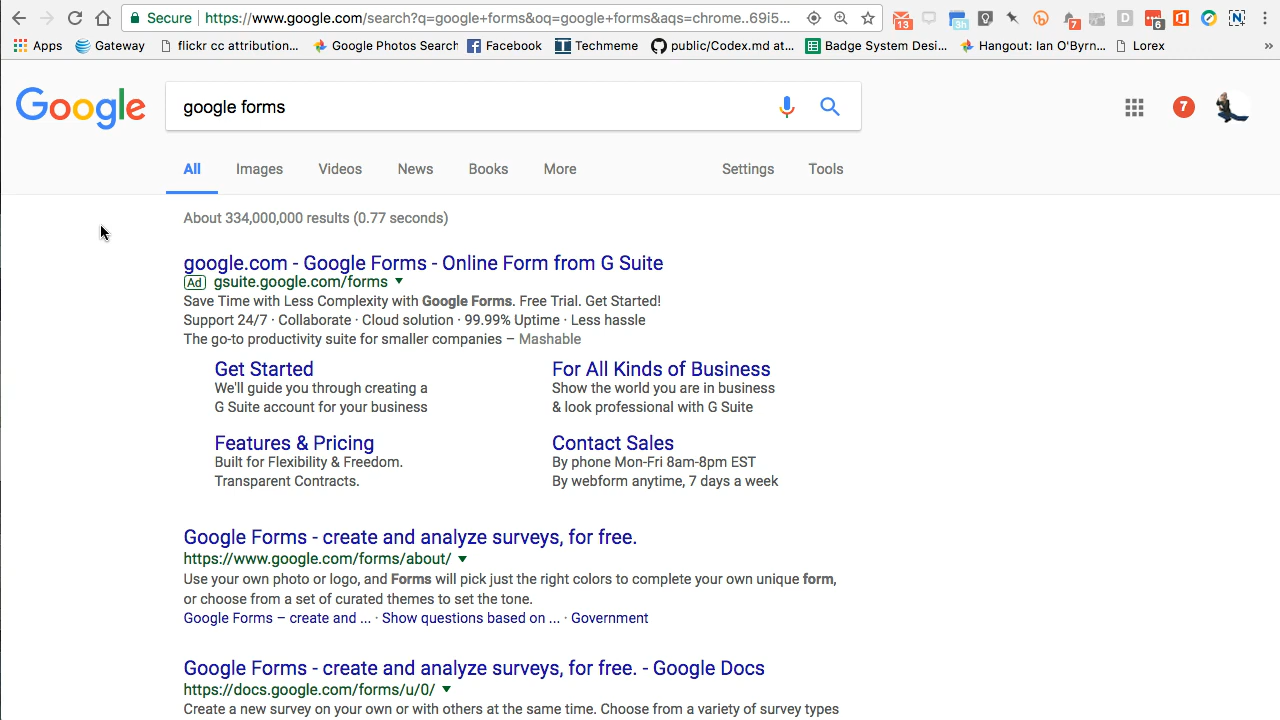 Secure https://www.google.com/search?q=google+forms&oq=google+forms&aqs=chrome..69i5...
13 3h 7 D 6 N
Apps Gateway flickr cc attributon... Google Photos Search Facebook Techmeme public/Codex.md at... Badge System Desi... Hangout: Ian O'Byrn... Lorex »
Google google forms 7
All Images Videos News Books More Settings Tools
About 334,000,000 results (0.77 seconds)
google.com - Google Forms - Online Form from G Suite
Ad gsuite.google.com/forms
Save Time with Less Complexity with Google Forms. Free Trial. Get Started!
Support 24/7 · Collaborate · Cloud solution · 99.99% Uptime · Less hassle
The go-to productivity suite for smaller companies – Mashable
Get Started
We'll guide you through creating a
G Suite account for your business
For All Kinds of Business
Show the world you are in business
& look professional with G Suite
Features & Pricing
Built for Flexibility & Freedom.
Transparent Contracts.
Contact Sales
By phone Mon-Fri 8am-8pm EST
By webform anytime, 7 days a week
Google Forms - create and analyze surveys, for free.
https://www.google.com/forms/about/
Use your own photo or logo, and Forms will pick just the right colors to complete your own unique form,
or choose from a set of curated themes to set the tone.
Google Forms – create and ... · Show questions based on ... · Government
Google Forms - create and analyze surveys, for free. - Google Docs
https://docs.google.com/forms/u/0/
Create a new survey on your own or with others at the same time. Choose from a variety of survey types